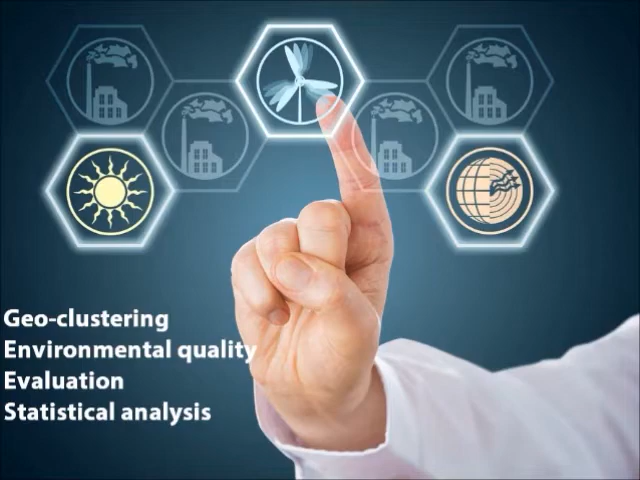 Geo-clustering
Environmental quality
Evaluation
Statistical analysis